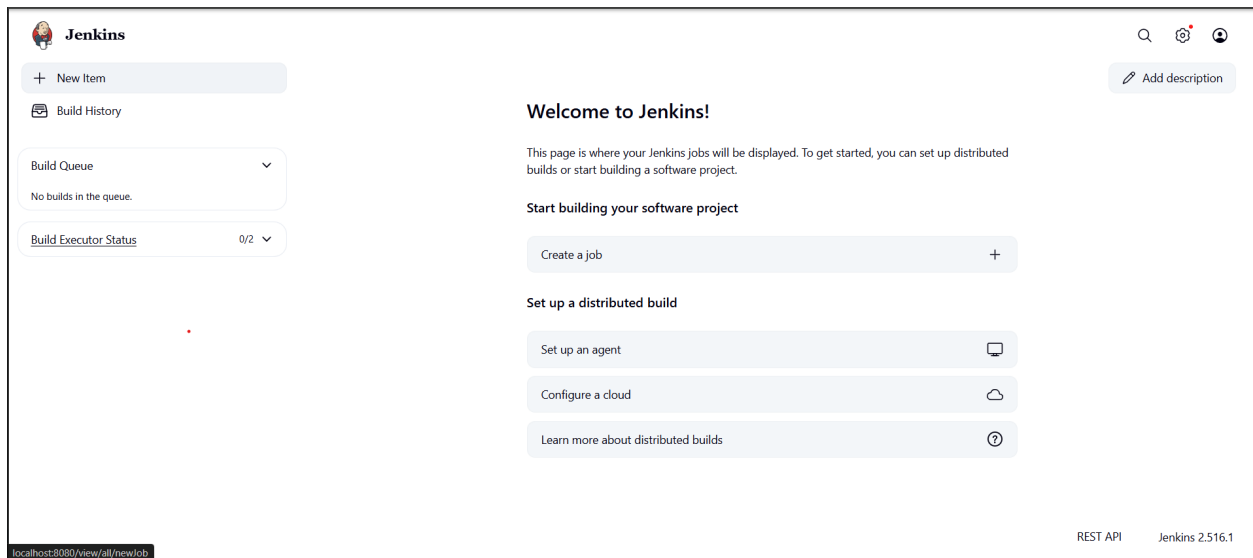 Jenkins
New Item
Add description
Build History
Welcome to Jenkins!
This page is where your Jenkins jobs will be displayed. To get started, you can set up distributed
builds or start building a software project.
Build Queue
No builds in the queue.
Start building your software project
Build Executor Status 0/2
Create a job
Set up a distributed build
Set up an agent
Configure a cloud
Learn more about distributed builds
REST API Jenkins 2.516.1
localhost:8080/view/all/newJob